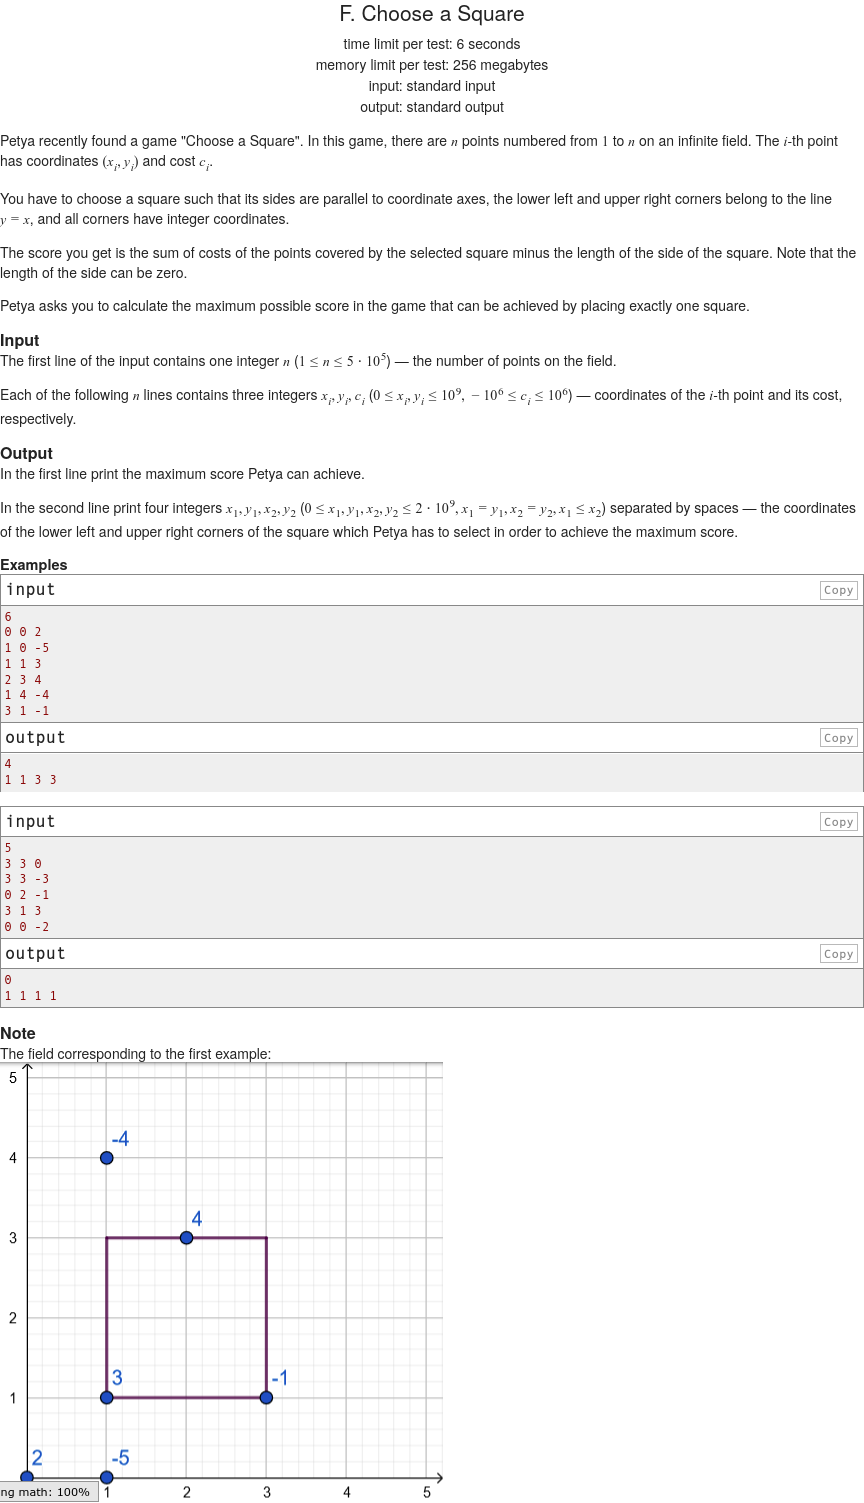 F. Choose a Square
time limit per test: 6 seconds
memory limit per test: 256 megabytes
input: standard input
output: standard output
Petya recently found a game "Choose a Square". In this game, there are n points numbered from 1 to n on an infinite field. The i-th point
has coordinates (x_i, y_i) and cost c_i.
You have to choose a square such that its sides are parallel to coordinate axes, the lower left and upper right corners belong to the line
y = x, and all corners have integer coordinates.
The score you get is the sum of costs of the points covered by the selected square minus the length of the side of the square. Note that the
length of the side can be zero.
Petya asks you to calculate the maximum possible score in the game that can be achieved by placing exactly one square.
Input
The first line of the input contains one integer n (1 ≤ n ≤ 5 · 10^5) — the number of points on the field.
Each of the following n lines contains three integers x_i, y_i, c_i (0 ≤ x_i, y_i ≤ 10^9, − 10^6 ≤ c_i ≤ 10^6) — coordinates of the i-th point and its cost,
respectively.
Output
In the first line print the maximum score Petya can achieve.
In the second line print four integers x_1, y_1, x_2, y_2 (0 ≤ x_1, y_1, x_2, y_2 ≤ 2 · 10^9, x_1 = y_1, x_2 = y_2, x_1 ≤ x_2) separated by spaces — the coordinates
of the lower left and upper right corners of the square which Petya has to select in order to achieve the maximum score.
Examples
input Copy
6
0 0 2
1 0 -5
1 1 3
2 3 4
1 4 -4
3 1 -1
output Copy
4
1 1 3 3
input Copy
5
3 3 0
3 3 -3
0 2 -1
3 1 3
0 0 -2
output Copy
0
1 1 1 1
Note
The field corresponding to the first example:
5
-4
4
4
3
2
3 -1
1
2 -5
ng math: 100% 1 2 3 4 5